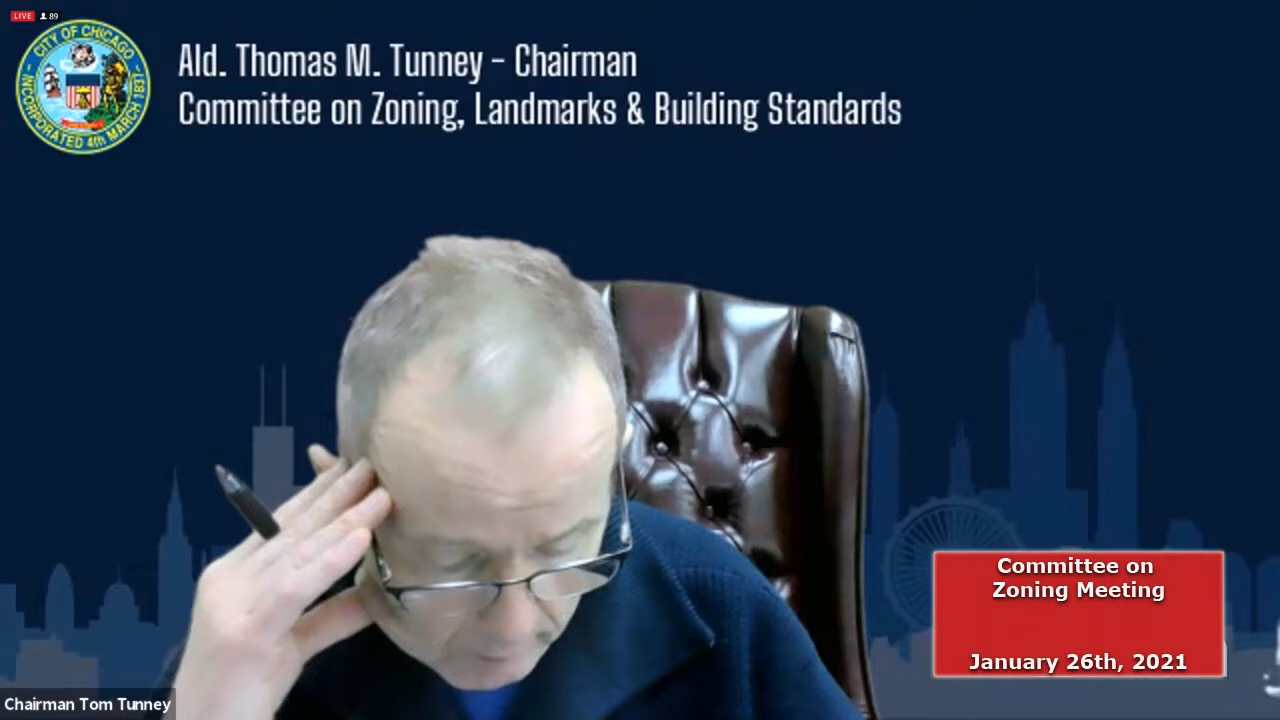 LIVE 89
CITY OF CHICAGO
INCORPORATED 4th MARCH 1837
Ald. Thomas M. Tunney - Chairman
Committee on Zoning, Landmarks & Building Standards
Committee on
Zoning Meeting
January 26th, 2021
Chairman Tom Tunney